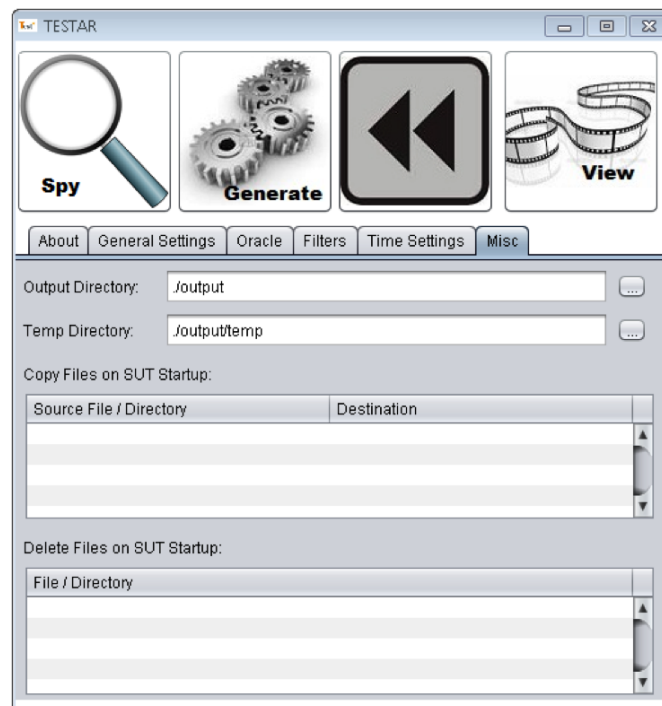 TESTAR
Spy
Generate
View
About General Settings Oracle Filters Time Settings Misc
Output Directory: ./output ...
Temp Directory: ./output/temp ...
Copy Files on SUT Startup:
Source File / Directory Destination
Delete Files on SUT Startup:
File / Directory